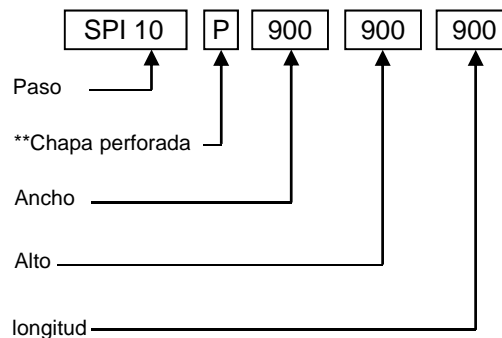 SPI 10 P 900 900 900
Paso
**Chapa perforada
Ancho
Alto
longitud